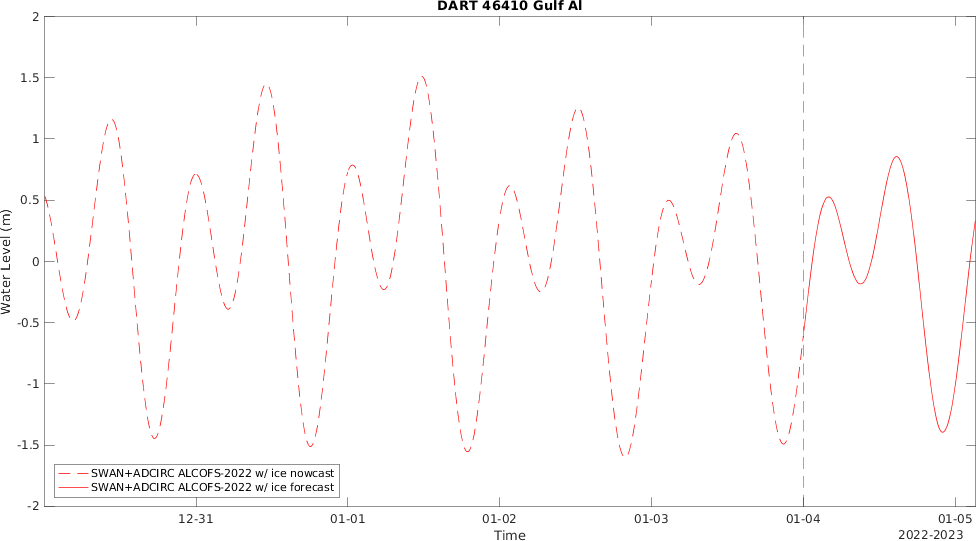 DART 46410 Gulf Al
2
1.5
1
0.5
0
-0.5
-1
-1.5
-2
Water Level (m)
SWAN+ADCIRC ALCOFS-2022 w/ ice nowcast
SWAN+ADCIRC ALCOFS-2022 w/ ice forecast
12-31 01-01 01-02 01-03 01-04 01-05
Time
2022-2023